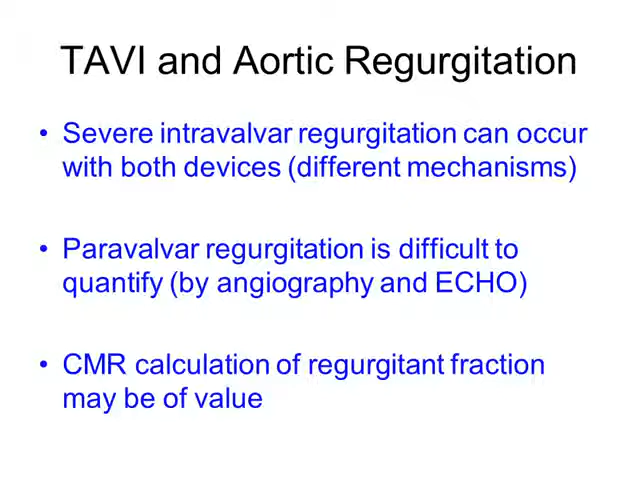 TAVI and Aortic Regurgitation
• Severe intravalvar regurgitation can occur
with both devices (different mechanisms)
• Paravalvar regurgitation is difficult to
quantify (by angiography and ECHO)
• CMR calculation of regurgitant fraction
may be of value